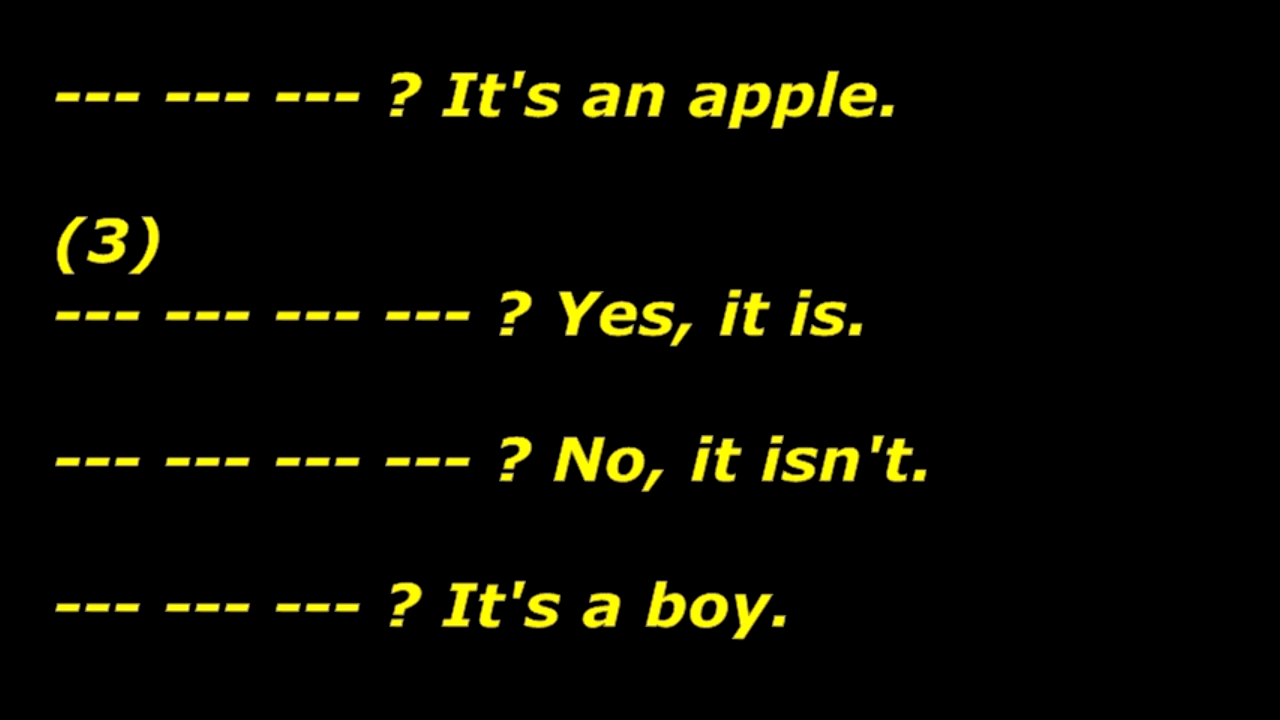 --- --- --- ? It's an apple.
(3)
--- --- --- --- ? Yes, it is.
--- --- --- --- ? No, it isn't.
--- --- --- ? It's a boy.